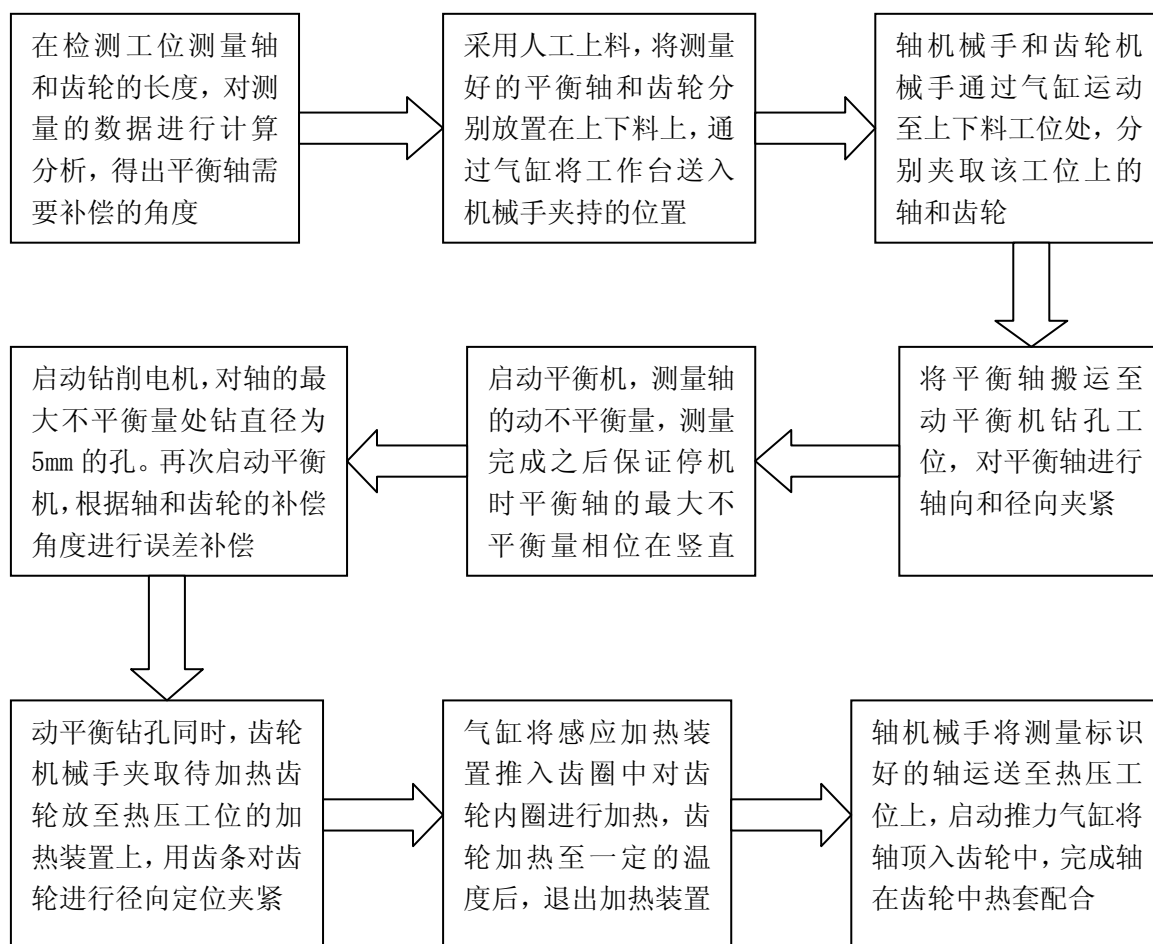 在检测工位测量轴
和齿轮的长度，对测
量的数据进行计算
分析，得出平衡轴需
要补偿的角度
采用人工上料，将测量
好的平衡轴和齿轮分
别放置在上下料上，通
过气缸将工作台送入
机械手夹持的位置
轴机械手和齿轮机
械手通过气缸运动
至上下料工位处，分
别夹取该工位上的
轴和齿轮
将平衡轴搬运至
动平衡机钻孔工
位，对平衡轴进行
轴向和径向夹紧
启动平衡机，测量轴
的动不平衡量，测量
完成之后保证停机
时平衡轴的最大不
平衡量相位在竖直
启动钻削电机，对轴的最
大不平衡量处钻直径为
5mm 的孔。再次启动平衡
机，根据轴和齿轮的补偿
角度进行误差补偿
动平衡钻孔同时，齿轮
机械手夹取待加热齿
轮放至热压工位的加
热装置上，用齿条对齿
轮进行径向定位夹紧
气缸将感应加热装
置推入齿圈中对齿
轮内圈进行加热，齿
轮加热至一定的温
度后，退出加热装置
轴机械手将测量标识
好的轴运送至热压工
位上，启动推力气缸将
轴顶入齿轮中，完成轴
在齿轮中热套配合